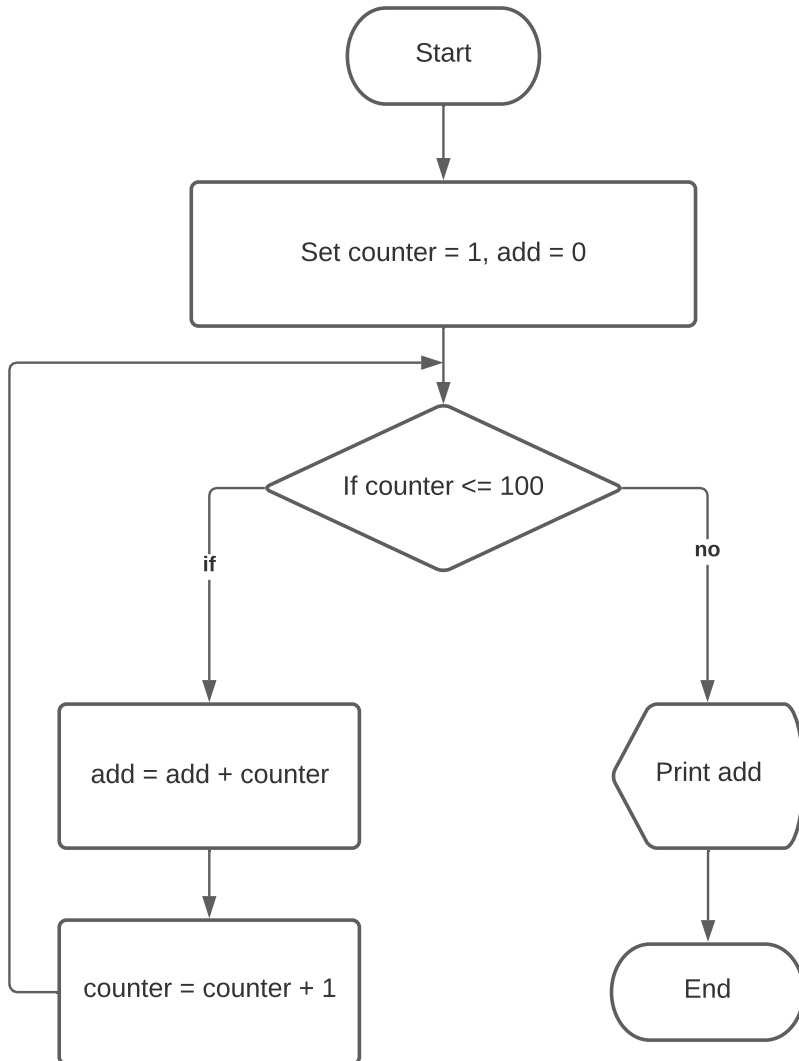 Start
Set counter = 1, add = 0
If counter <= 100
if
no
add = add + counter
Print add
counter = counter + 1
End